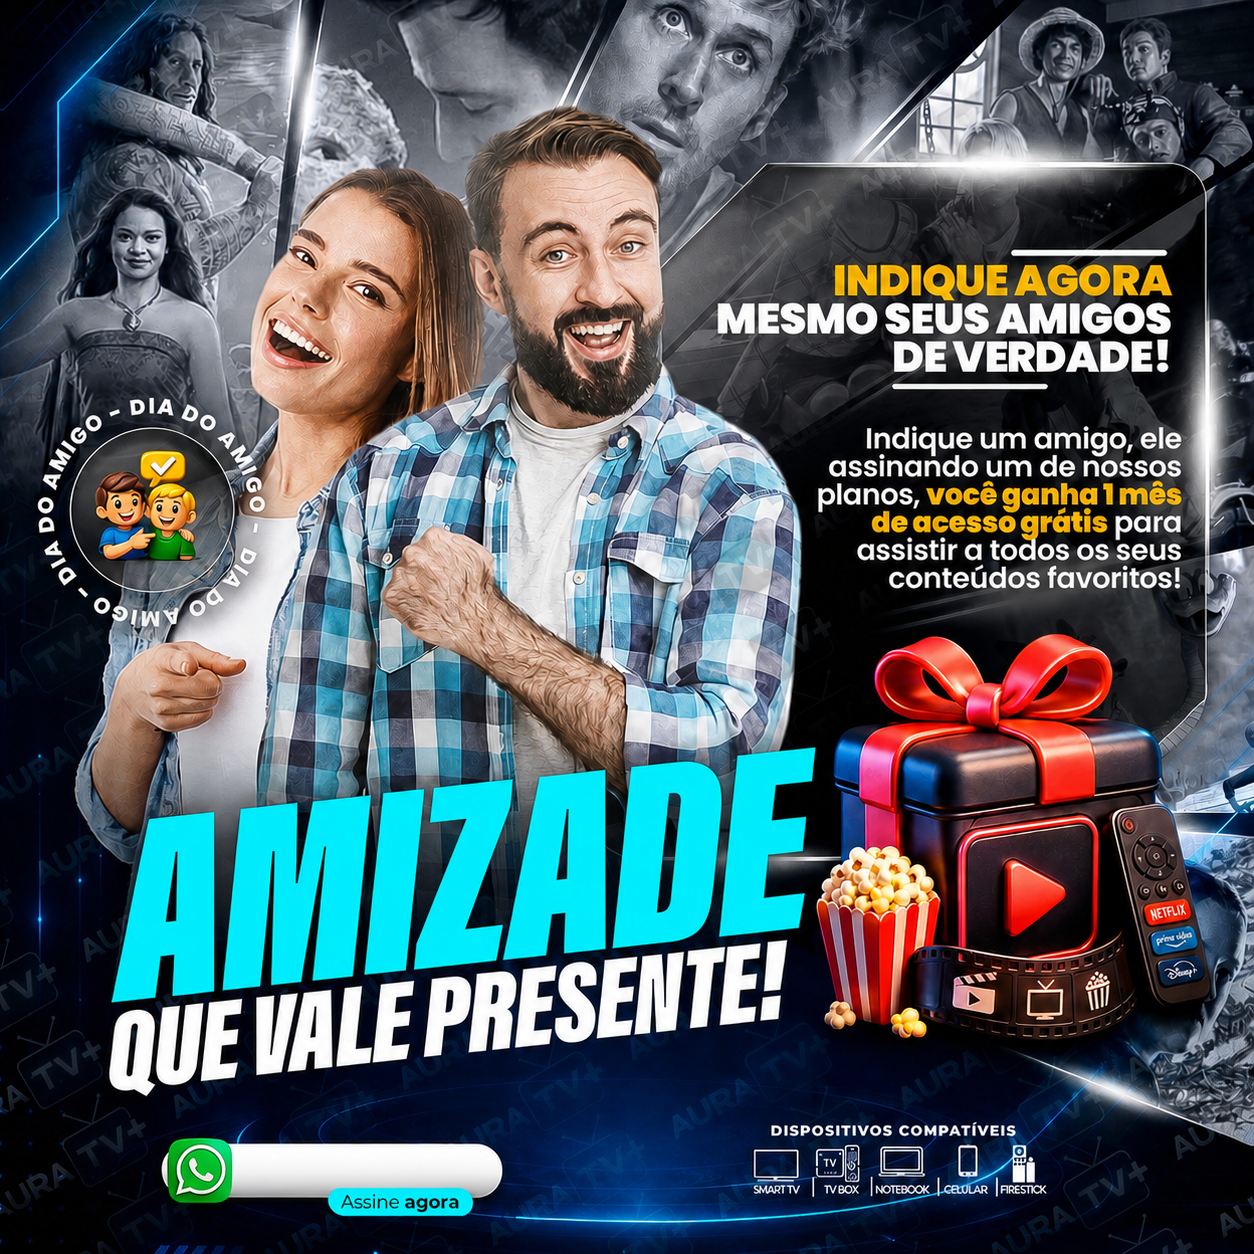 INDIQUE AGORA
MESMO SEUS AMIGOS
DE VERDADE!
Indique um amigo, ele
assinando um de nossos
planos, você ganha 1 mês
de acesso grátis para
assistir a todos os seus
conteúdos favoritos!
DIA DO AMIGO - DIA DO AMIGO - DIA DO AMIGO - DIA DO AMIGO -
AMIZADE
QUE VALE PRESENTE!
NETFLIX
prime video
Disney+
Assine agora
DISPOSITIVOS COMPATÍVEIS
TV
SMART TV | TV BOX | NOTEBOOK | CELULAR | FIRESTICK
AURA TV+